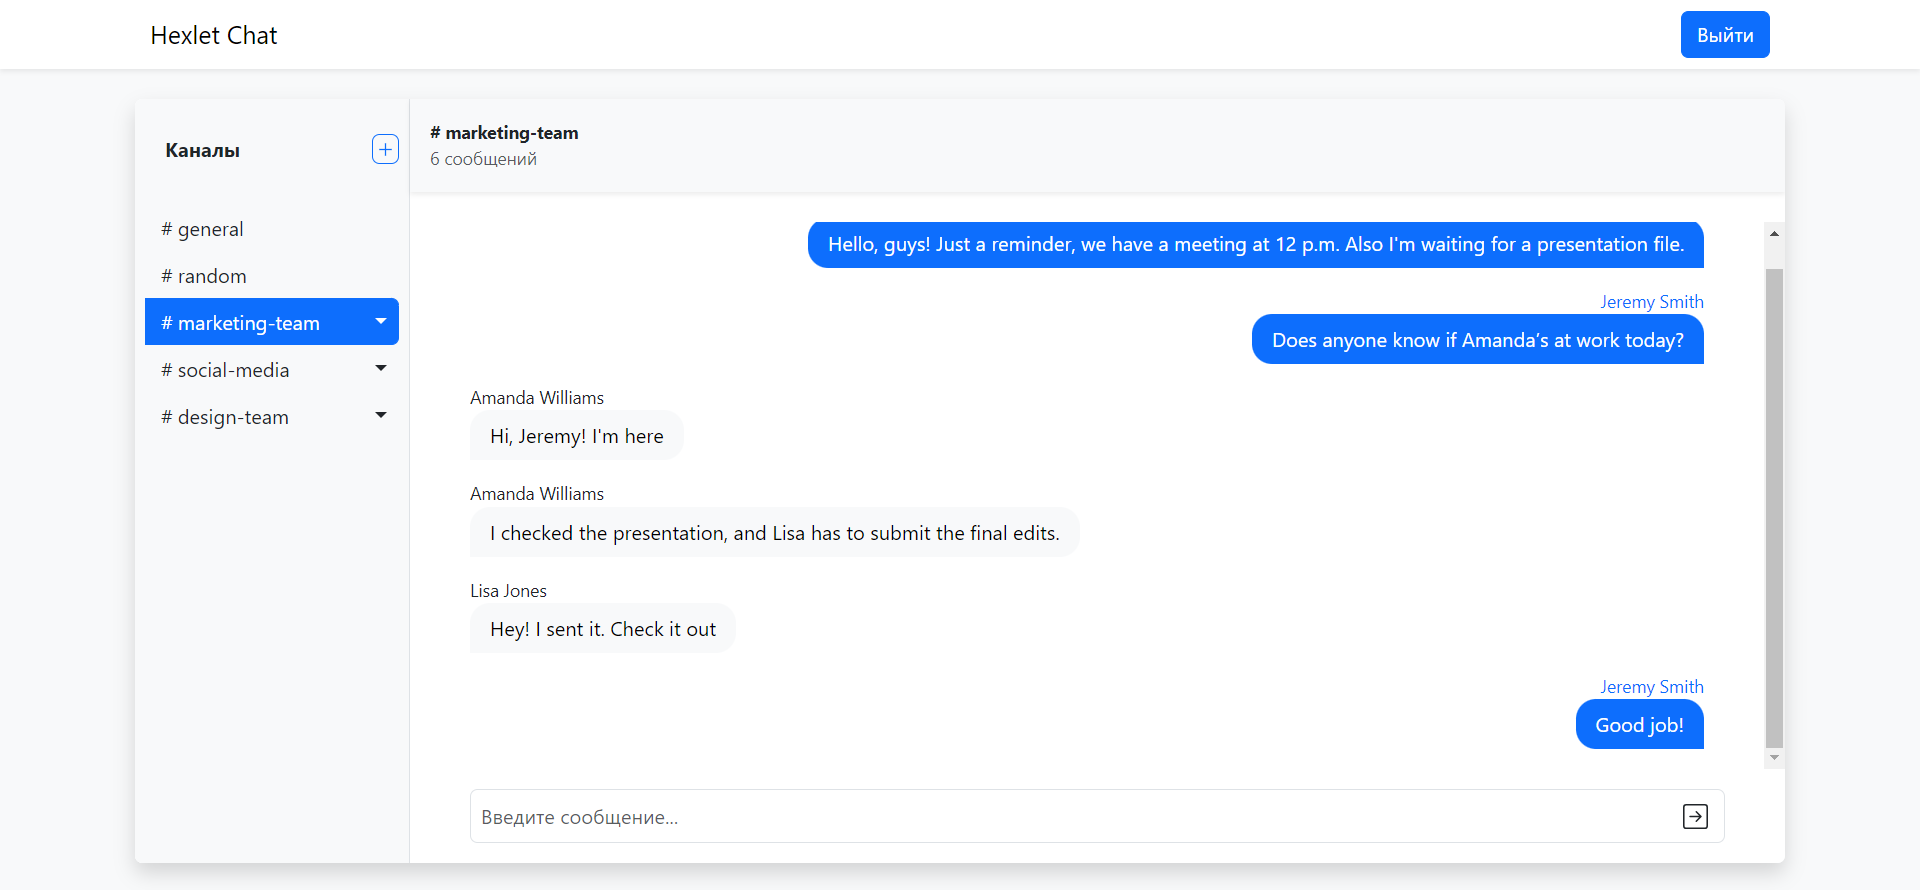 Hexlet Chat
Выйти
Каналы
# general
# random
# marketing-team
# social-media
# design-team
# marketing-team
6 сообщений
Hello, guys! Just a reminder, we have a meeting at 12 p.m. Also I'm waiting for a presentation file.
Jeremy Smith
Does anyone know if Amanda’s at work today?
Amanda Williams
Hi, Jeremy! I'm here
Amanda Williams
I checked the presentation, and Lisa has to submit the final edits.
Lisa Jones
Hey! I sent it. Check it out
Jeremy Smith
Good job!
Введите сообщение...